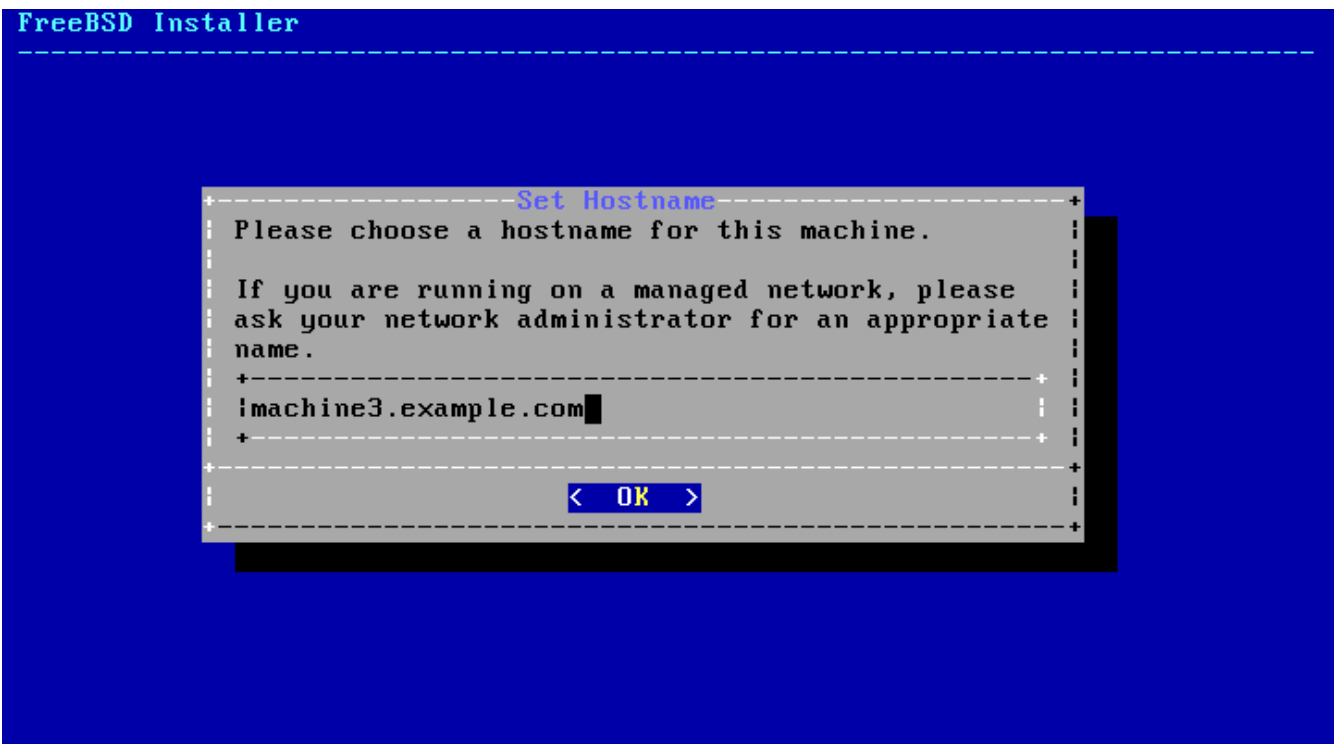 FreeBSD Installer
Set Hostname
Please choose a hostname for this machine.
If you are running on a managed network, please
ask your network administrator for an appropriate
name.
machine3.example.com
< OK >